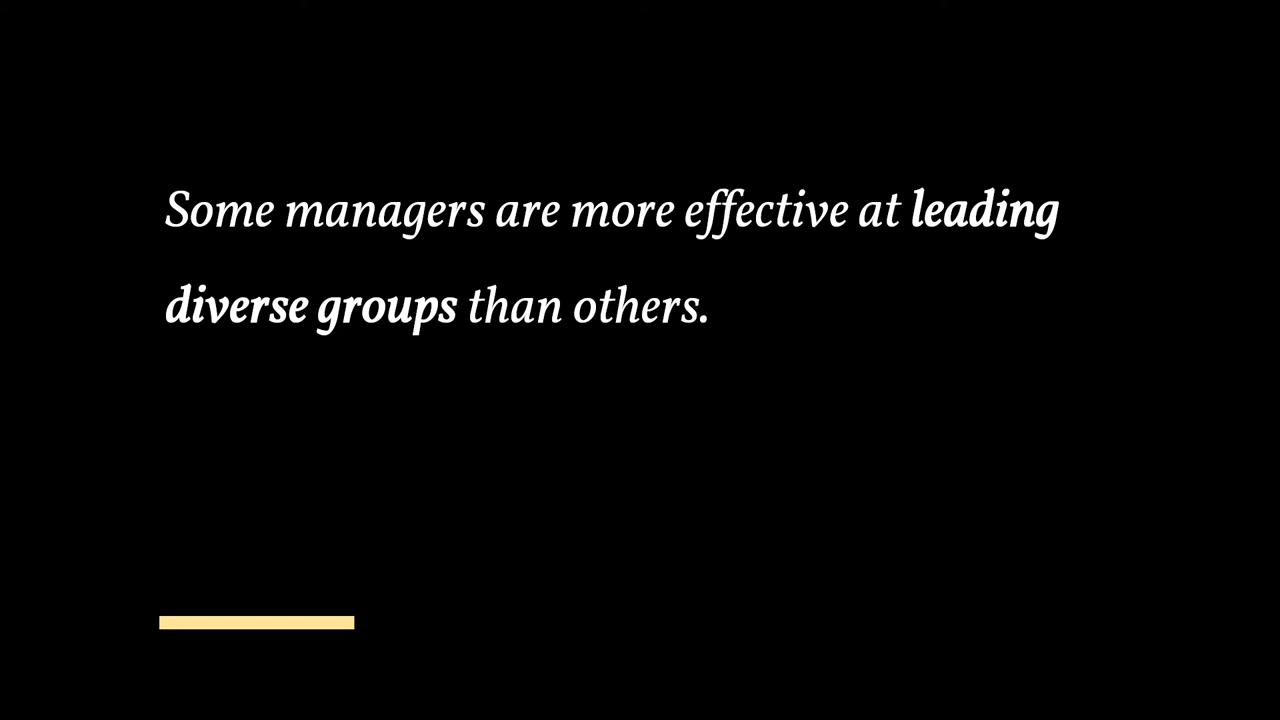 Some managers are more effective at leading
diverse groups than others.